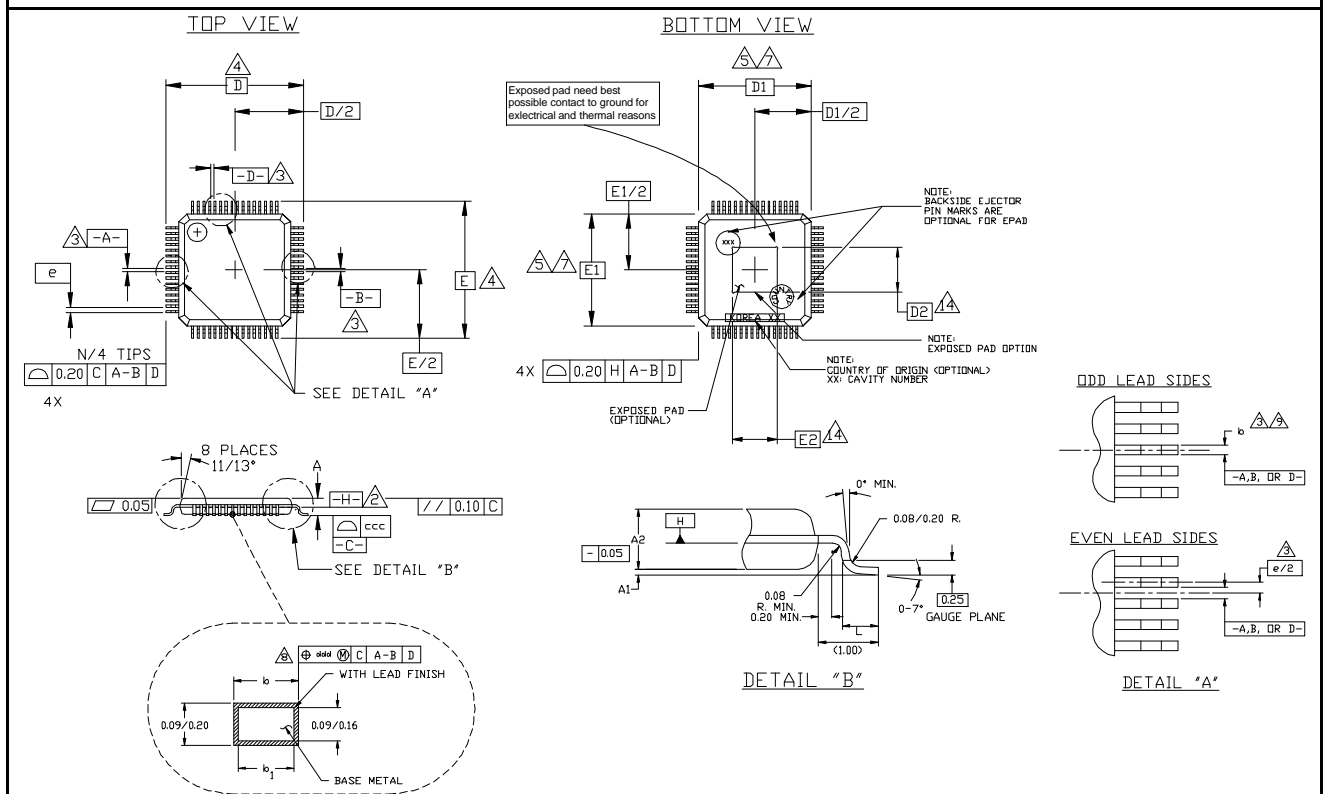 TOP VIEW
4
D
D/2
-D- 3
3 -A-
e
E 4
-B-
3
E/2
N/4 TIPS
⌓ 0.20 C A-B D
4X
SEE DETAIL "A"
BOTTOM VIEW
5 7
D1
D1/2
Exposed pad need best
possible contact to ground for
exlectrical and thermal reasons
E1/2
5 7 E1
NOTE:
BACKSIDE EJECTOR
PIN MARKS ARE
OPTIONAL FOR EPAD
XXX
D2 14
KOREA XX
NOTE:
EXPOSED PAD OPTION
4X ⌓ 0.20 H A-B D
NOTE:
COUNTRY OF ORIGIN (OPTIONAL)
XX: CAVITY NUMBER
EXPOSED PAD
(OPTIONAL)
E2 14
8 PLACES
11/13°
A
⏥ 0.05
-H- 2
// 0.10 C
⌓ ccc
-C-
SEE DETAIL "B"
8 ⌖ ddd Ⓜ C A-B D
b
WITH LEAD FINISH
0.09/0.20
0.09/0.16
b1
BASE METAL
0° MIN.
H
A2
0.08/0.20 R.
- 0.05
A1
0.08
R. MIN.
0.20 MIN.
0-7°
0.25
GAUGE PLANE
L
(1.00)
DETAIL "B"
ODD LEAD SIDES
b 3 9
-A,B, OR D-
EVEN LEAD SIDES
3
e/2
-A,B, OR D-
DETAIL "A"